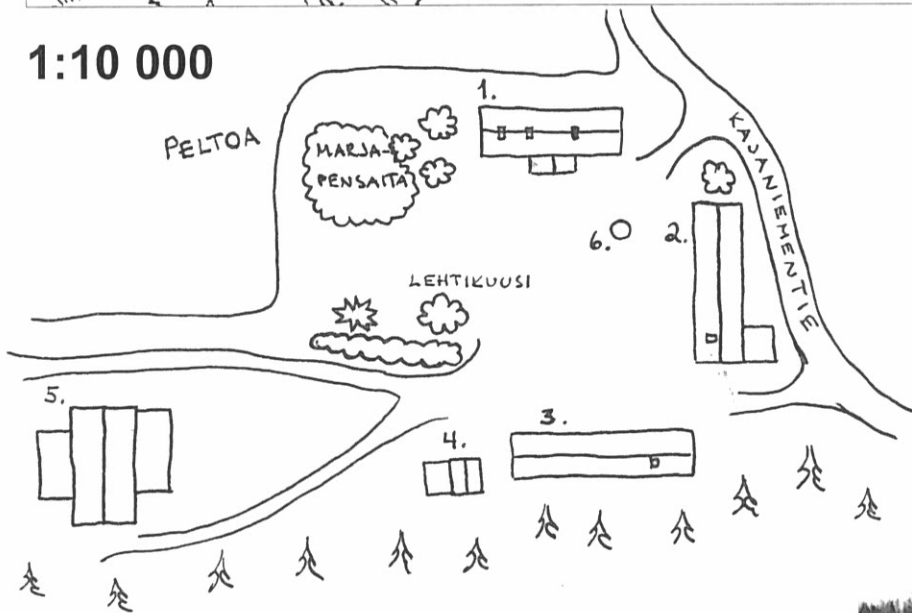 1:10 000
1.
PELTOA
MARJA-
PENSAITA
KAJANIEMENTIE
6.
2.
LEHTIKUUSI
5.
3.
4.